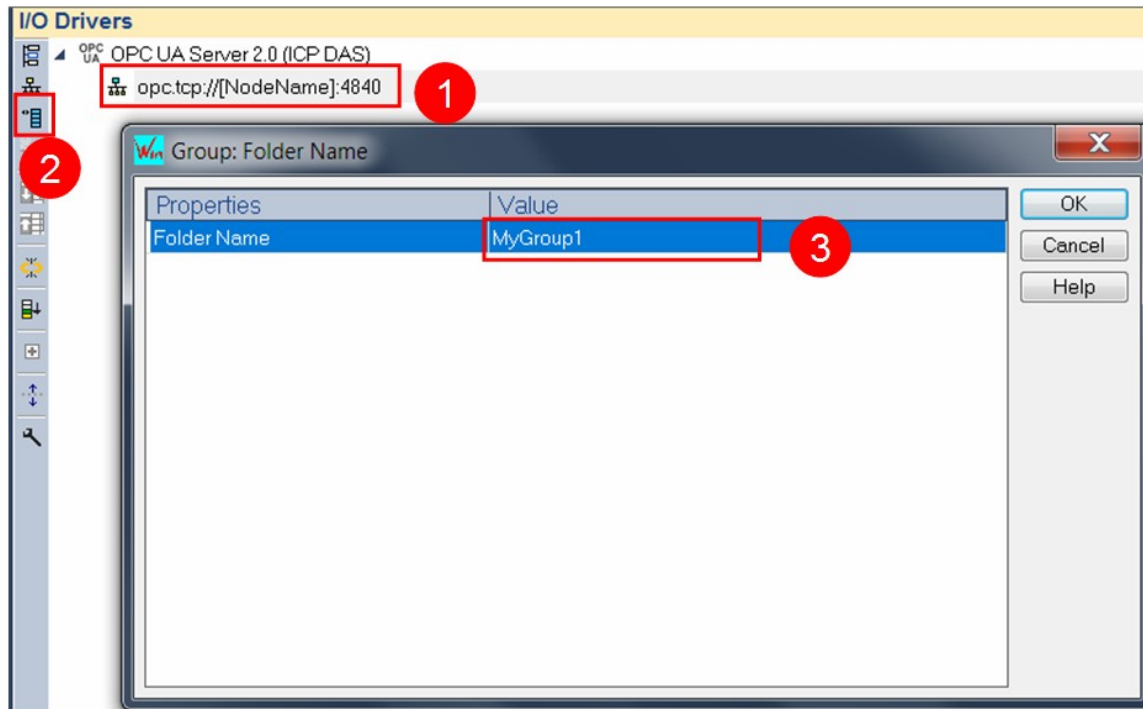 I/O Drivers
OPC UA OPC UA Server 2.0 (ICP DAS)
opc.tcp://[NodeName]:4840
1
2
Win Group: Folder Name
X
Properties Value
Folder Name MyGroup1
3
OK
Cancel
Help